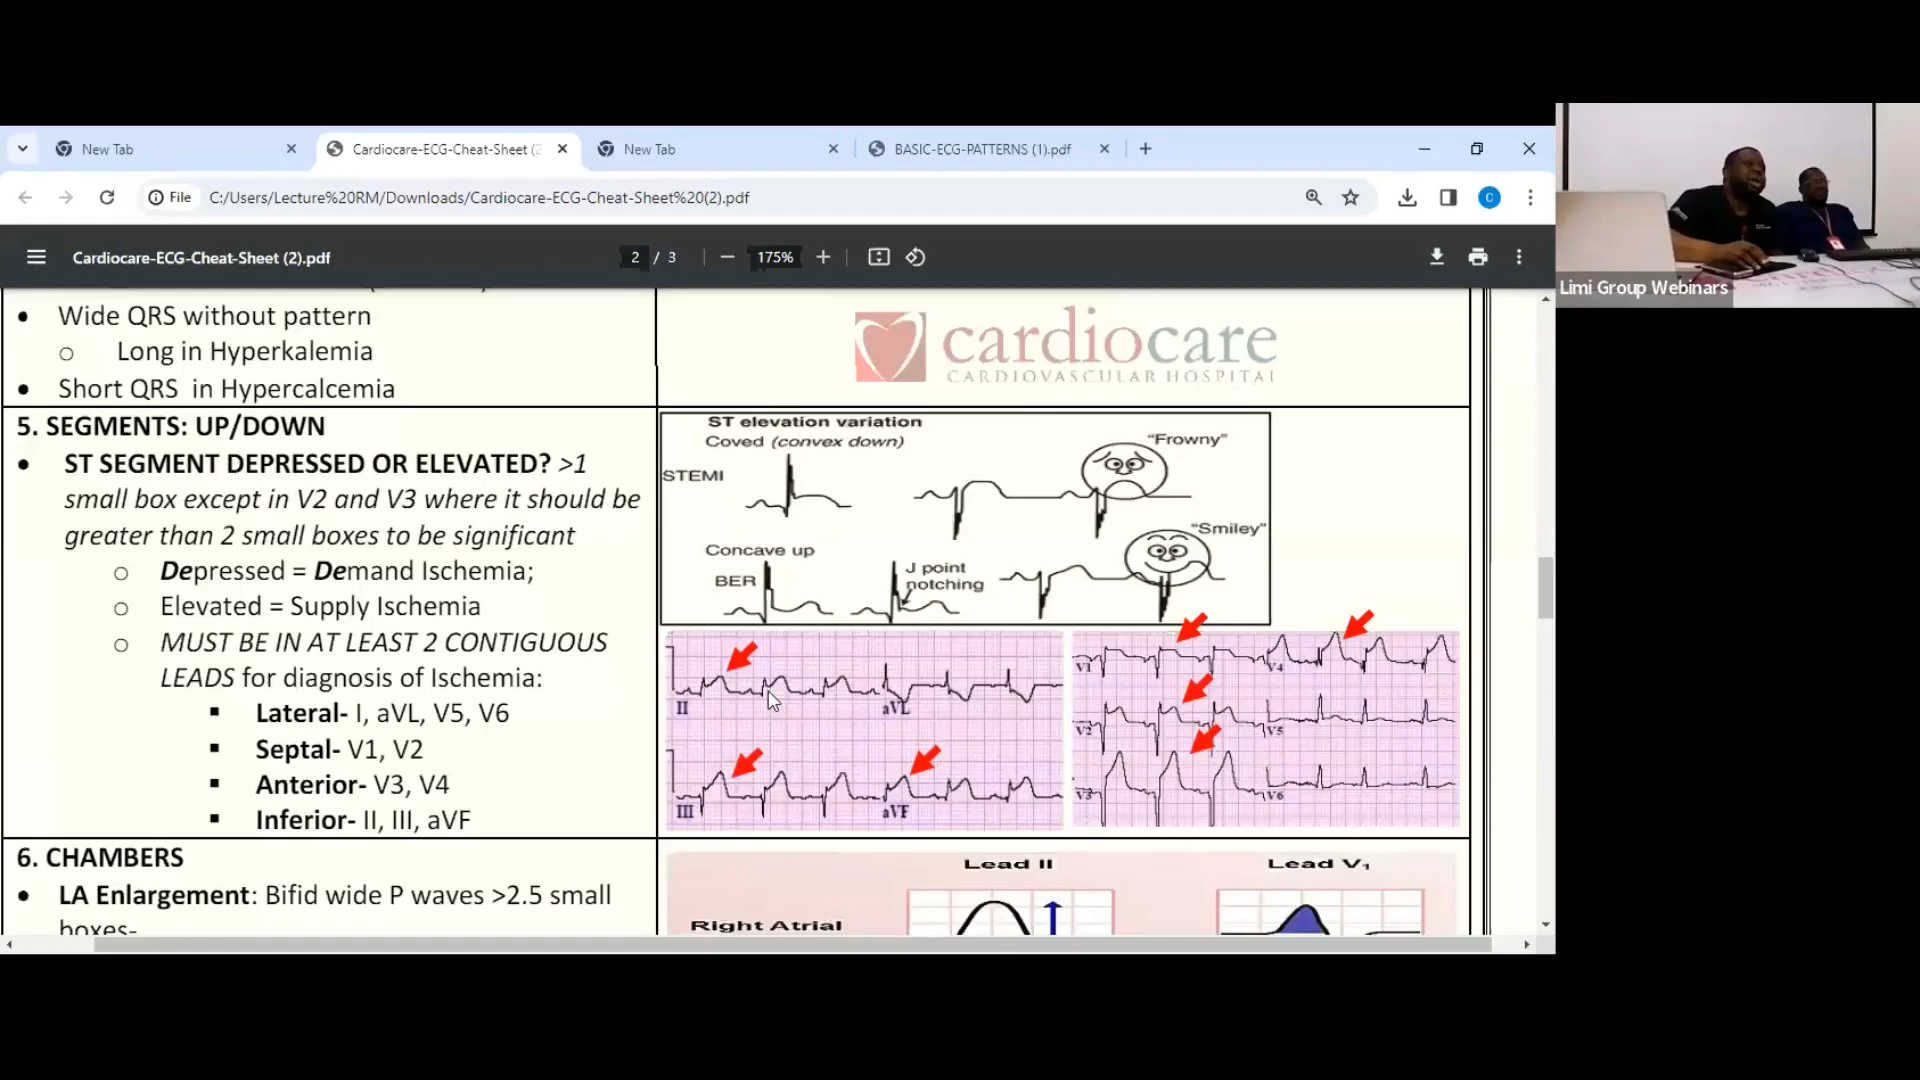 New Tab
Cardiocare-ECG-Cheat-Sheet (2
New Tab
BASIC-ECG-PATTERNS (1).pdf
File
C:/Users/Lecture%20RM/Downloads/Cardiocare-ECG-Cheat-Sheet%20(2).pdf
C
Cardiocare-ECG-Cheat-Sheet (2).pdf
2 / 3
175%
Limi Group Webinars
• Wide QRS without pattern
o Long in Hyperkalemia
• Short QRS in Hypercalcemia
cardiocare
CARDIOVASCULAR HOSPITAL
5. SEGMENTS: UP/DOWN
• ST SEGMENT DEPRESSED OR ELEVATED? >1
small box except in V2 and V3 where it should be
greater than 2 small boxes to be significant
o Depressed = Demand Ischemia;
o Elevated = Supply Ischemia
o MUST BE IN AT LEAST 2 CONTIGUOUS
LEADS for diagnosis of Ischemia:
▪ Lateral- I, aVL, V5, V6
▪ Septal- V1, V2
▪ Anterior- V3, V4
▪ Inferior- II, III, aVF
ST elevation variation
Coved (convex down)
"Frowny"
STEMI
"Smiley"
Concave up
BER
J point
notching
II
aVL
III
aVF
V1
V4
V2
V5
V3
V6
6. CHAMBERS
• LA Enlargement: Bifid wide P waves >2.5 small
boxes-
Lead II
Lead V1
Right Atrial